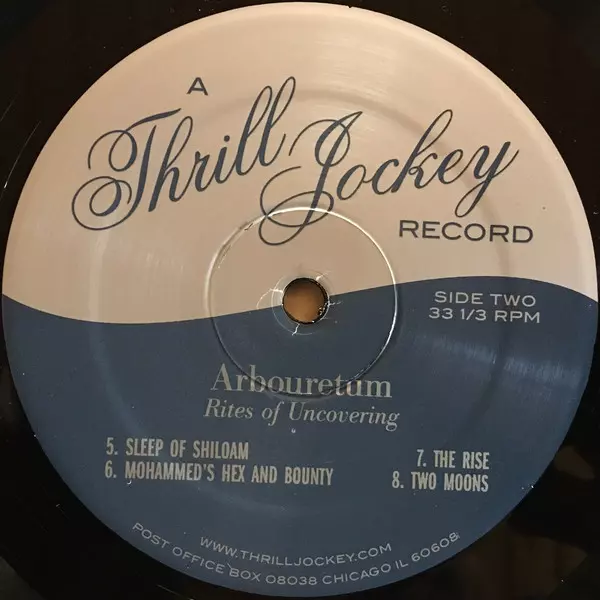 A
Thrill Jockey
RECORD
SIDE TWO
33 1/3 RPM
Arbouretum
Rites of Uncovering
5. SLEEP OF SHILOAM
6. MOHAMMED'S HEX AND BOUNTY
7. THE RISE
8. TWO MOONS
WWW.THRILLJOCKEY.COM
POST OFFICE BOX 08038 CHICAGO IL 60608